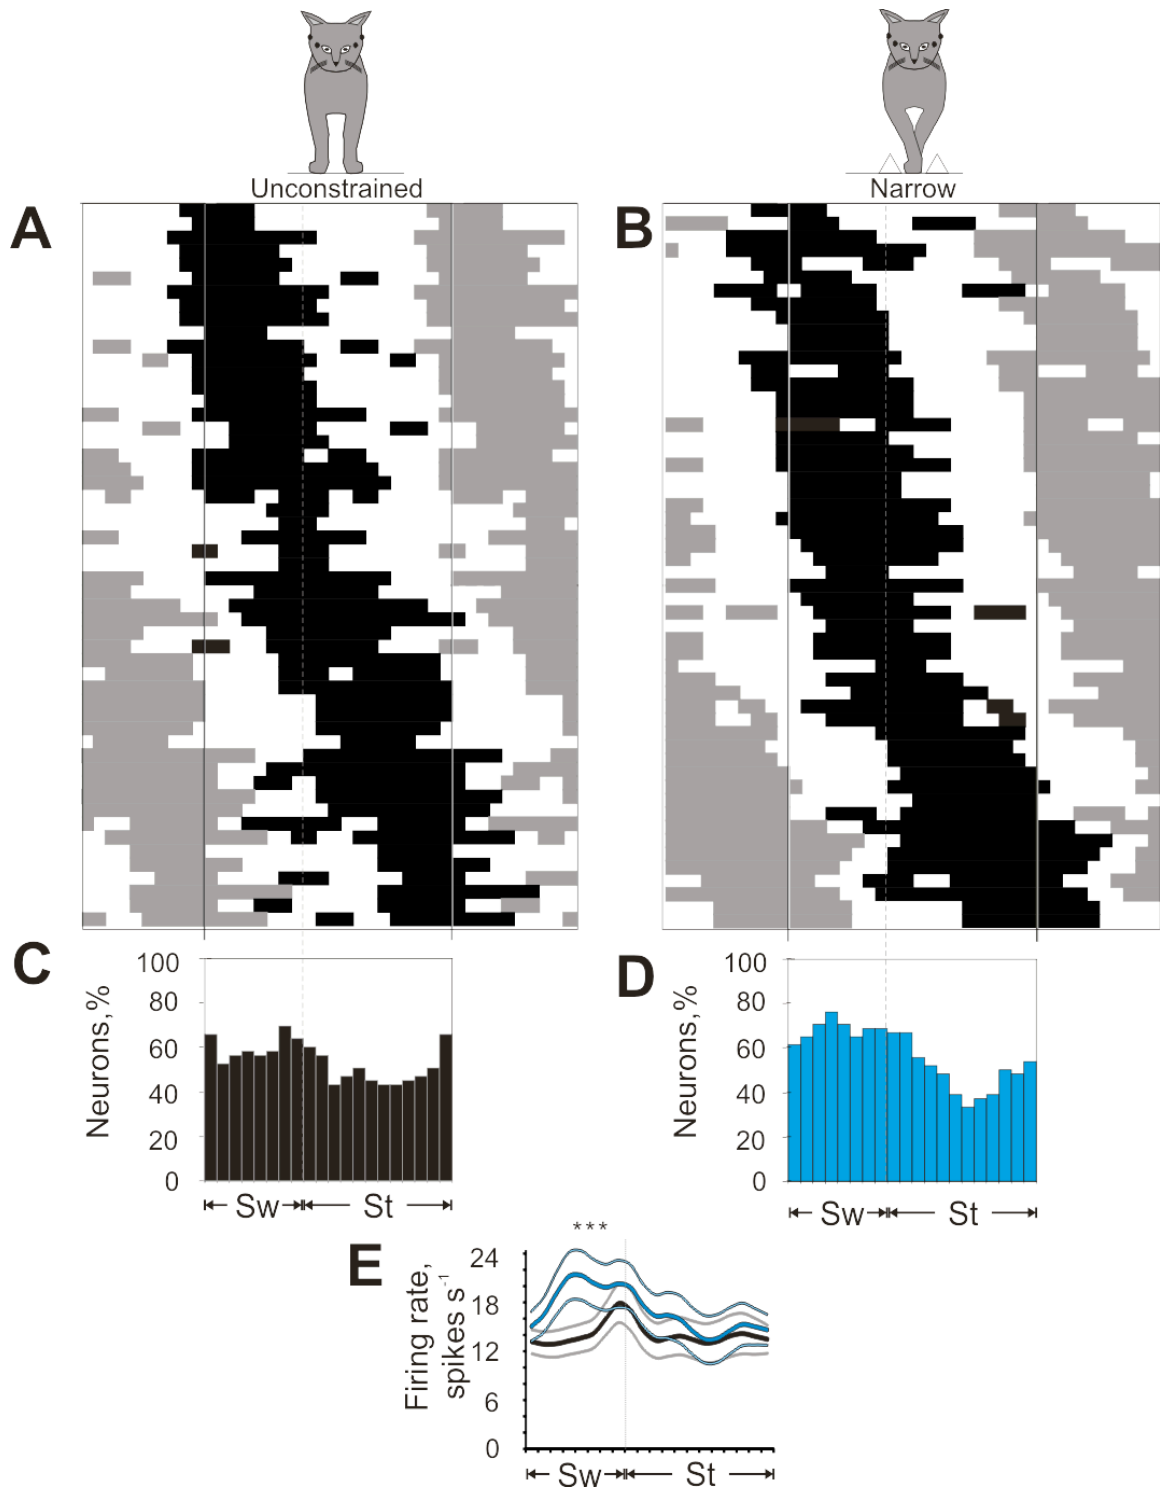 Unconstrained
Narrow
A
B
C
100
80
60
40
20
0
Neurons,%
Sw
St
D
100
80
60
40
20
0
Neurons,%
Sw
St
***
E
24
18
12
6
0
Firing rate,
spikes s⁻¹
Sw
St